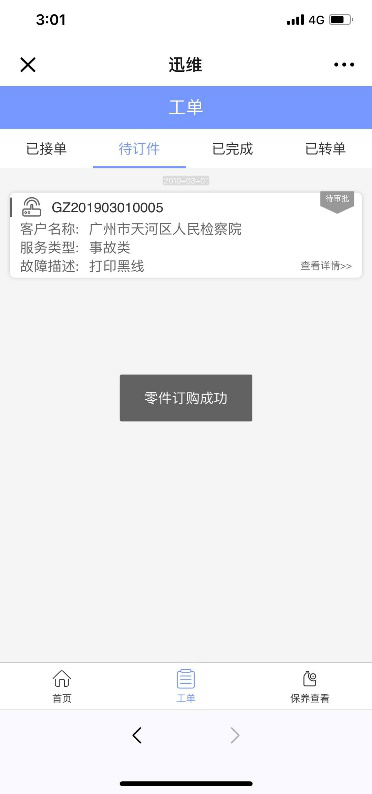 3:01
4G
迅维
工单
已接单
待订件
已完成
已转单
2019-03-01
待审批
GZ201903010005
客户名称: 广州市天河区人民检察院
服务类型: 事故类
故障描述: 打印黑线
查看详情>>
零件订购成功
首页
工单
保养查看